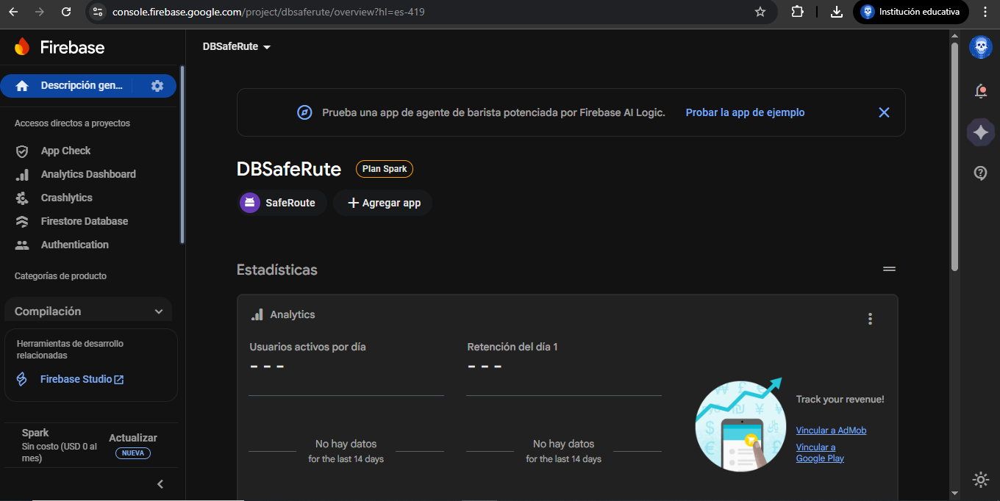 console.firebase.google.com/project/dbsaferute/overview?hl=es-419
Institución educativa
Firebase
Descripción gen...
Accesos directos a proyectos
App Check
Analytics Dashboard
Crashlytics
Firestore Database
Authentication
Categorías de producto
Compilación
Herramientas de desarrollo
relacionadas
Firebase Studio
Spark
Sin costo (USD 0 al
mes)
Actualizar
NUEVA
DBSafeRute
Prueba una app de agente de barista potenciada por Firebase AI Logic.
Probar la app de ejemplo
DBSafeRute
Plan Spark
SafeRoute
Agregar app
Estadísticas
Analytics
Usuarios activos por día
- - -
No hay datos
for the last 14 days
Retención del día 1
- - -
No hay datos
for the last 14 days
Track your revenue!
Vincular a AdMob
Vincular a
Google Play